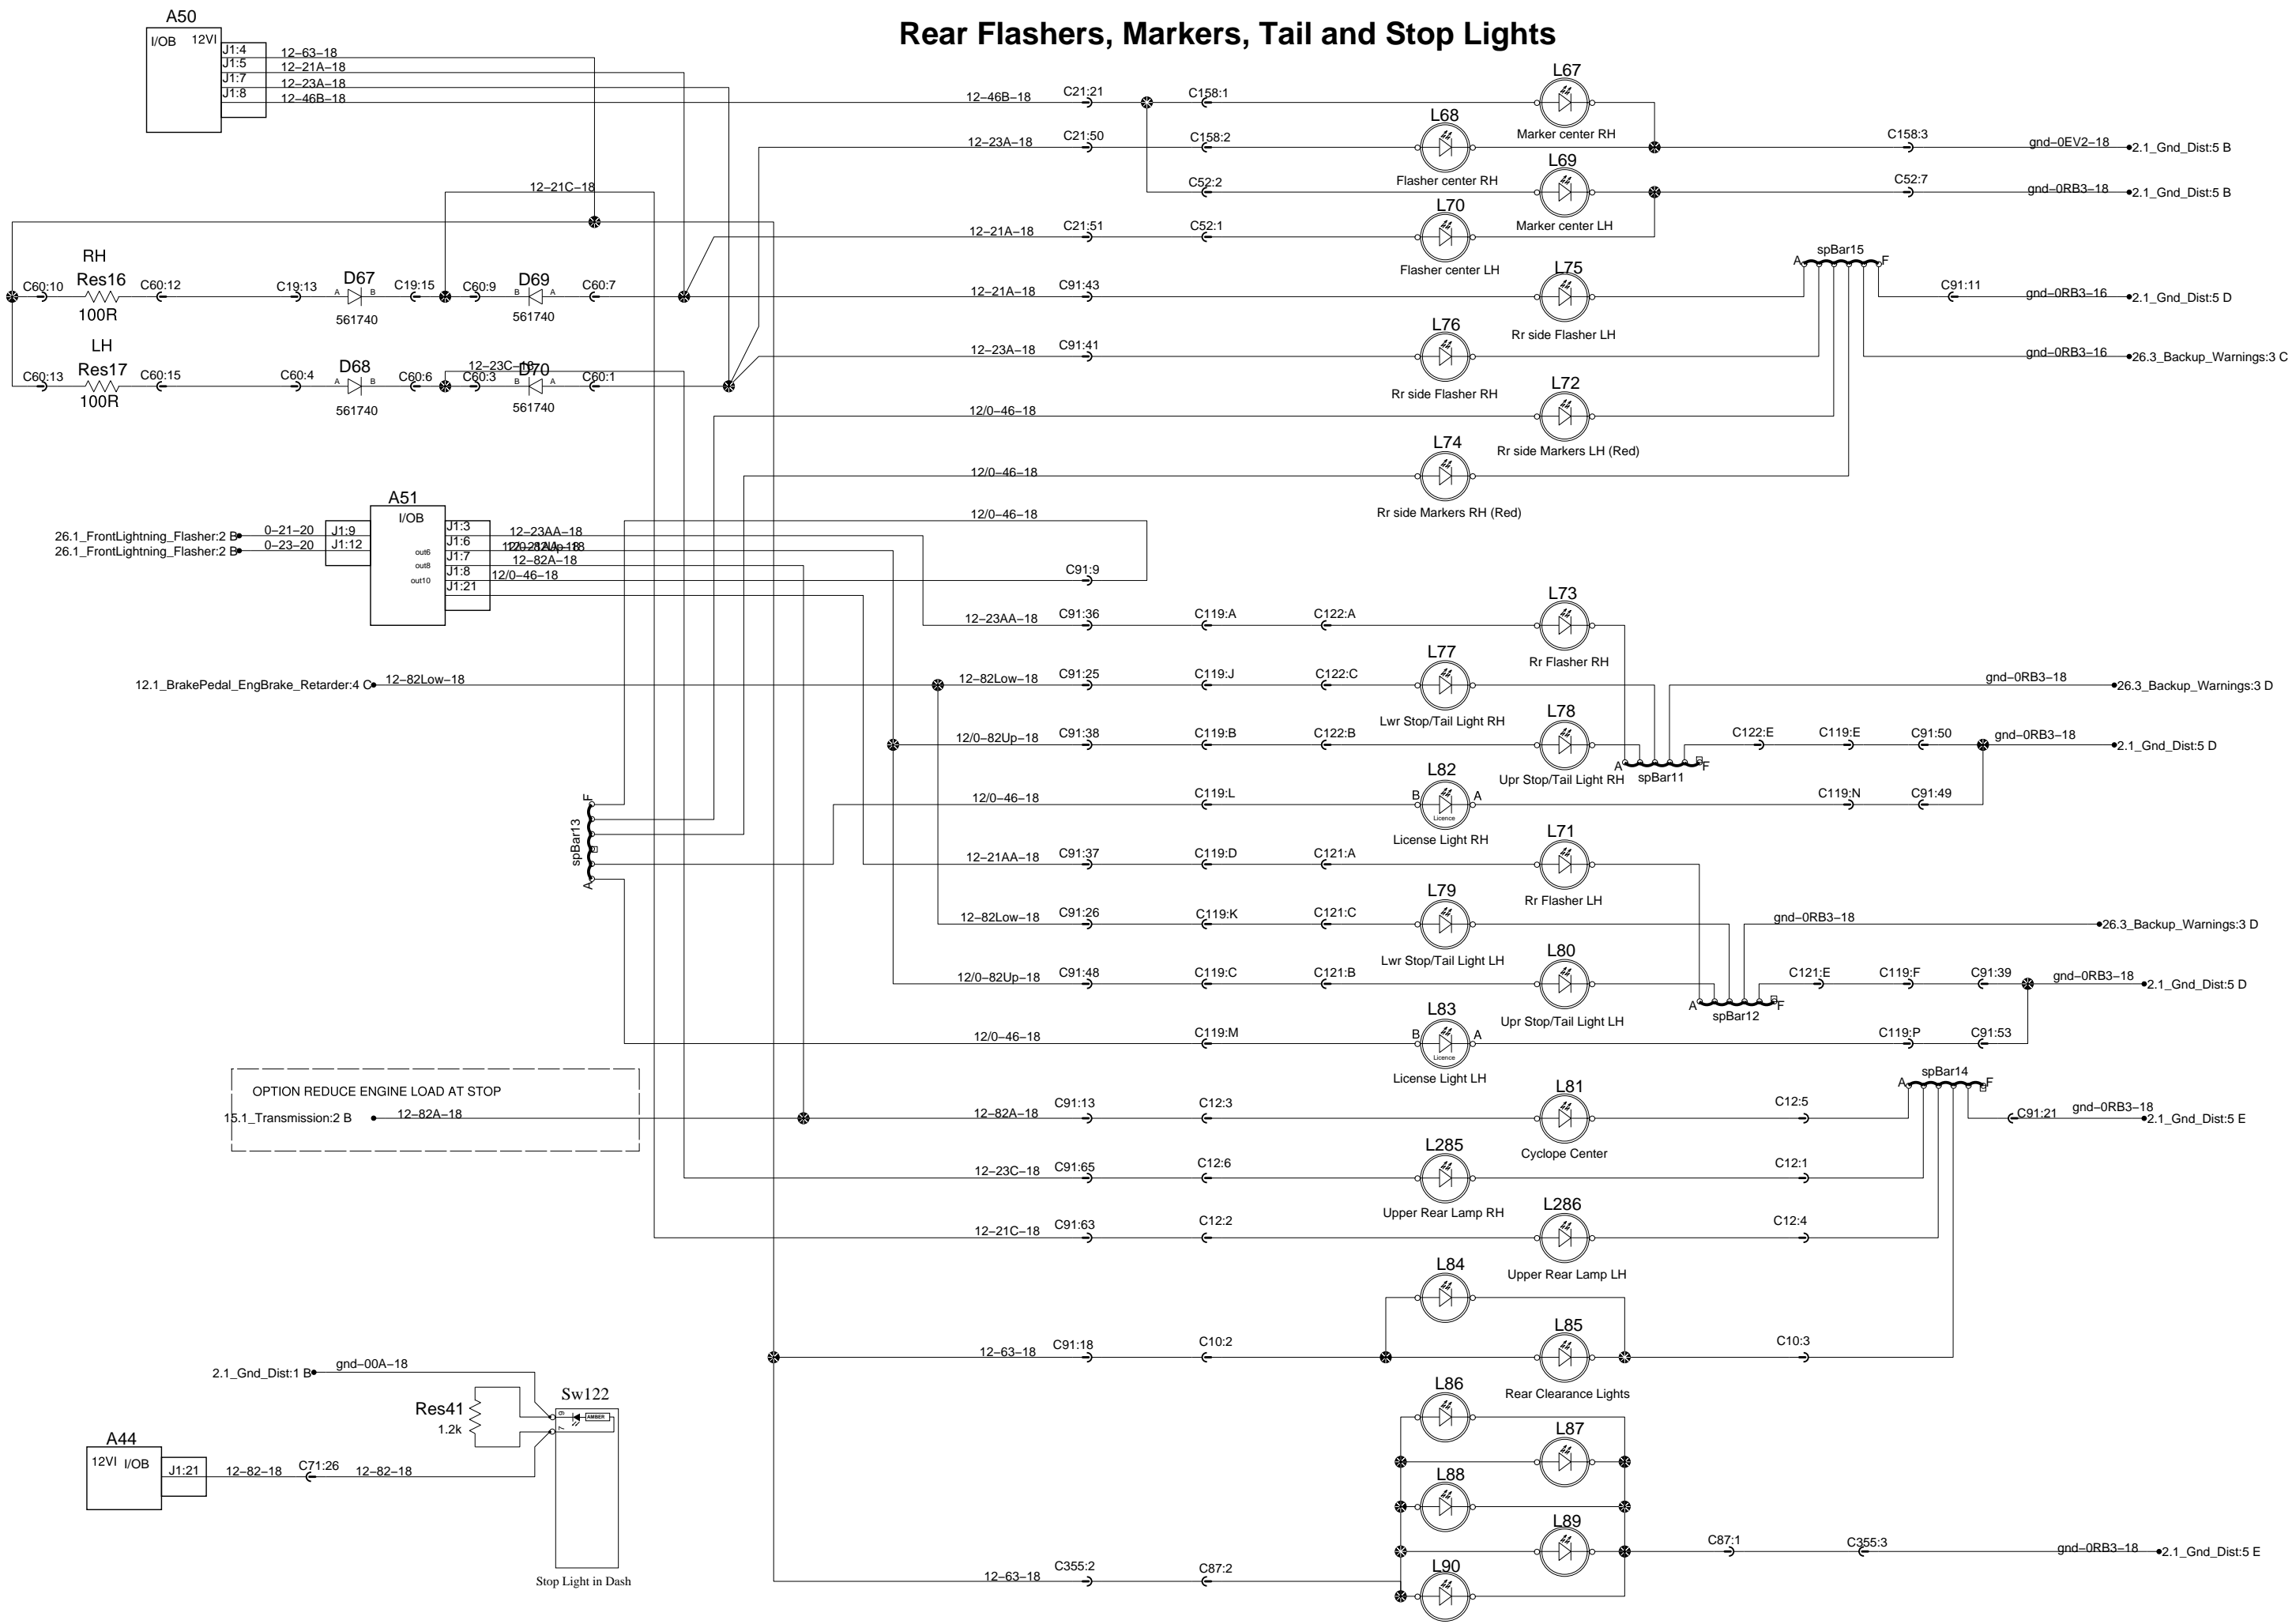 Rear Flashers, Markers, Tail and Stop Lights
A50
I/OB 12VI
J1:4 12-63-18
J1:5 12-21A-18
J1:7 12-23A-18
J1:8 12-46B-18
12-46B-18 C21:21 C158:1 L67
Marker center RH
12-23A-18 C21:50 C158:2 L68 C158:3 gnd-0EV2-18 2.1_Gnd_Dist:5 B
Flasher center RH
12-21C-18 C52:2 L69 C52:7 gnd-0RB3-18 2.1_Gnd_Dist:5 B
Marker center LH
12-21A-18 C21:51 C52:1 L70
Flasher center LH
spBar15
A F
RH
C60:10 Res16 C60:12 C19:13 D67 C19:15 C60:9 D69 C60:7
A B B A
100R 561740 561740
12-21A-18 C91:43 L75 C91:11 gnd-0RB3-16 2.1_Gnd_Dist:5 D
Rr side Flasher LH
12-23A-18 C91:41 L76 gnd-0RB3-16 26.3_Backup_Warnings:3 C
Rr side Flasher RH
LH
C60:13 Res17 C60:15 C60:4 D68 C60:6 12-23C-18 C60:3 D70 C60:1
A B B A
100R 561740 561740
12/0-46-18 L72
Rr side Markers LH (Red)
12/0-46-18 L74
Rr side Markers RH (Red)
A51
I/OB
26.1_FrontLightning_Flasher:2 B 0-21-20 J1:9
26.1_FrontLightning_Flasher:2 B 0-23-20 J1:12
J1:3 12-23AA-18
out6 J1:6
out8 J1:7 12-82A-18
out10 J1:8 12/0-46-18
J1:21
12/0-46-18
C91:9
12-23AA-18 C91:36 C119:A C122:A L73
Rr Flasher RH
12.1_BrakePedal_EngBrake_Retarder:4 C 12-82Low-18
12-82Low-18 C91:25 C119:J C122:C L77 gnd-0RB3-18 26.3_Backup_Warnings:3 D
Lwr Stop/Tail Light RH
12/0-82Up-18 C91:38 C119:B C122:B L78 C122:E C119:E C91:50 gnd-0RB3-18 2.1_Gnd_Dist:5 D
Upr Stop/Tail Light RH
A spBar11 F
12/0-46-18 C119:L B L82 A C119:N C91:49
Licence
License Light RH
F
spBar13
A
12-21AA-18 C91:37 C119:D C121:A L71
Rr Flasher LH
12-82Low-18 C91:26 C119:K C121:C L79 gnd-0RB3-18 26.3_Backup_Warnings:3 D
Lwr Stop/Tail Light LH
12/0-82Up-18 C91:48 C119:C C121:B L80 C121:E C119:F C91:39 gnd-0RB3-18 2.1_Gnd_Dist:5 D
Upr Stop/Tail Light LH
A spBar12 F
12/0-46-18 C119:M B L83 A C119:P C91:53
Licence
License Light LH
spBar14
A F
OPTION REDUCE ENGINE LOAD AT STOP
15.1_Transmission:2 B 12-82A-18
12-82A-18 C91:13 C12:3 L81 C12:5 C91:21 gnd-0RB3-18 2.1_Gnd_Dist:5 E
Cyclope Center
12-23C-18 C91:65 C12:6 L285 C12:1
Upper Rear Lamp RH
12-21C-18 C91:63 C12:2 L286 C12:4
Upper Rear Lamp LH
L84
12-63-18 C91:18 C10:2 L85 C10:3
Rear Clearance Lights
2.1_Gnd_Dist:1 B gnd-00A-18
Sw122
Res41
1.2k
9 AMBER
7
A44
12VI I/OB J1:21 12-82-18 C71:26 12-82-18
Stop Light in Dash
L86
L87
L88
L89 C87:1 C355:3 gnd-0RB3-18 2.1_Gnd_Dist:5 E
12-63-18 C355:2 C87:2 L90